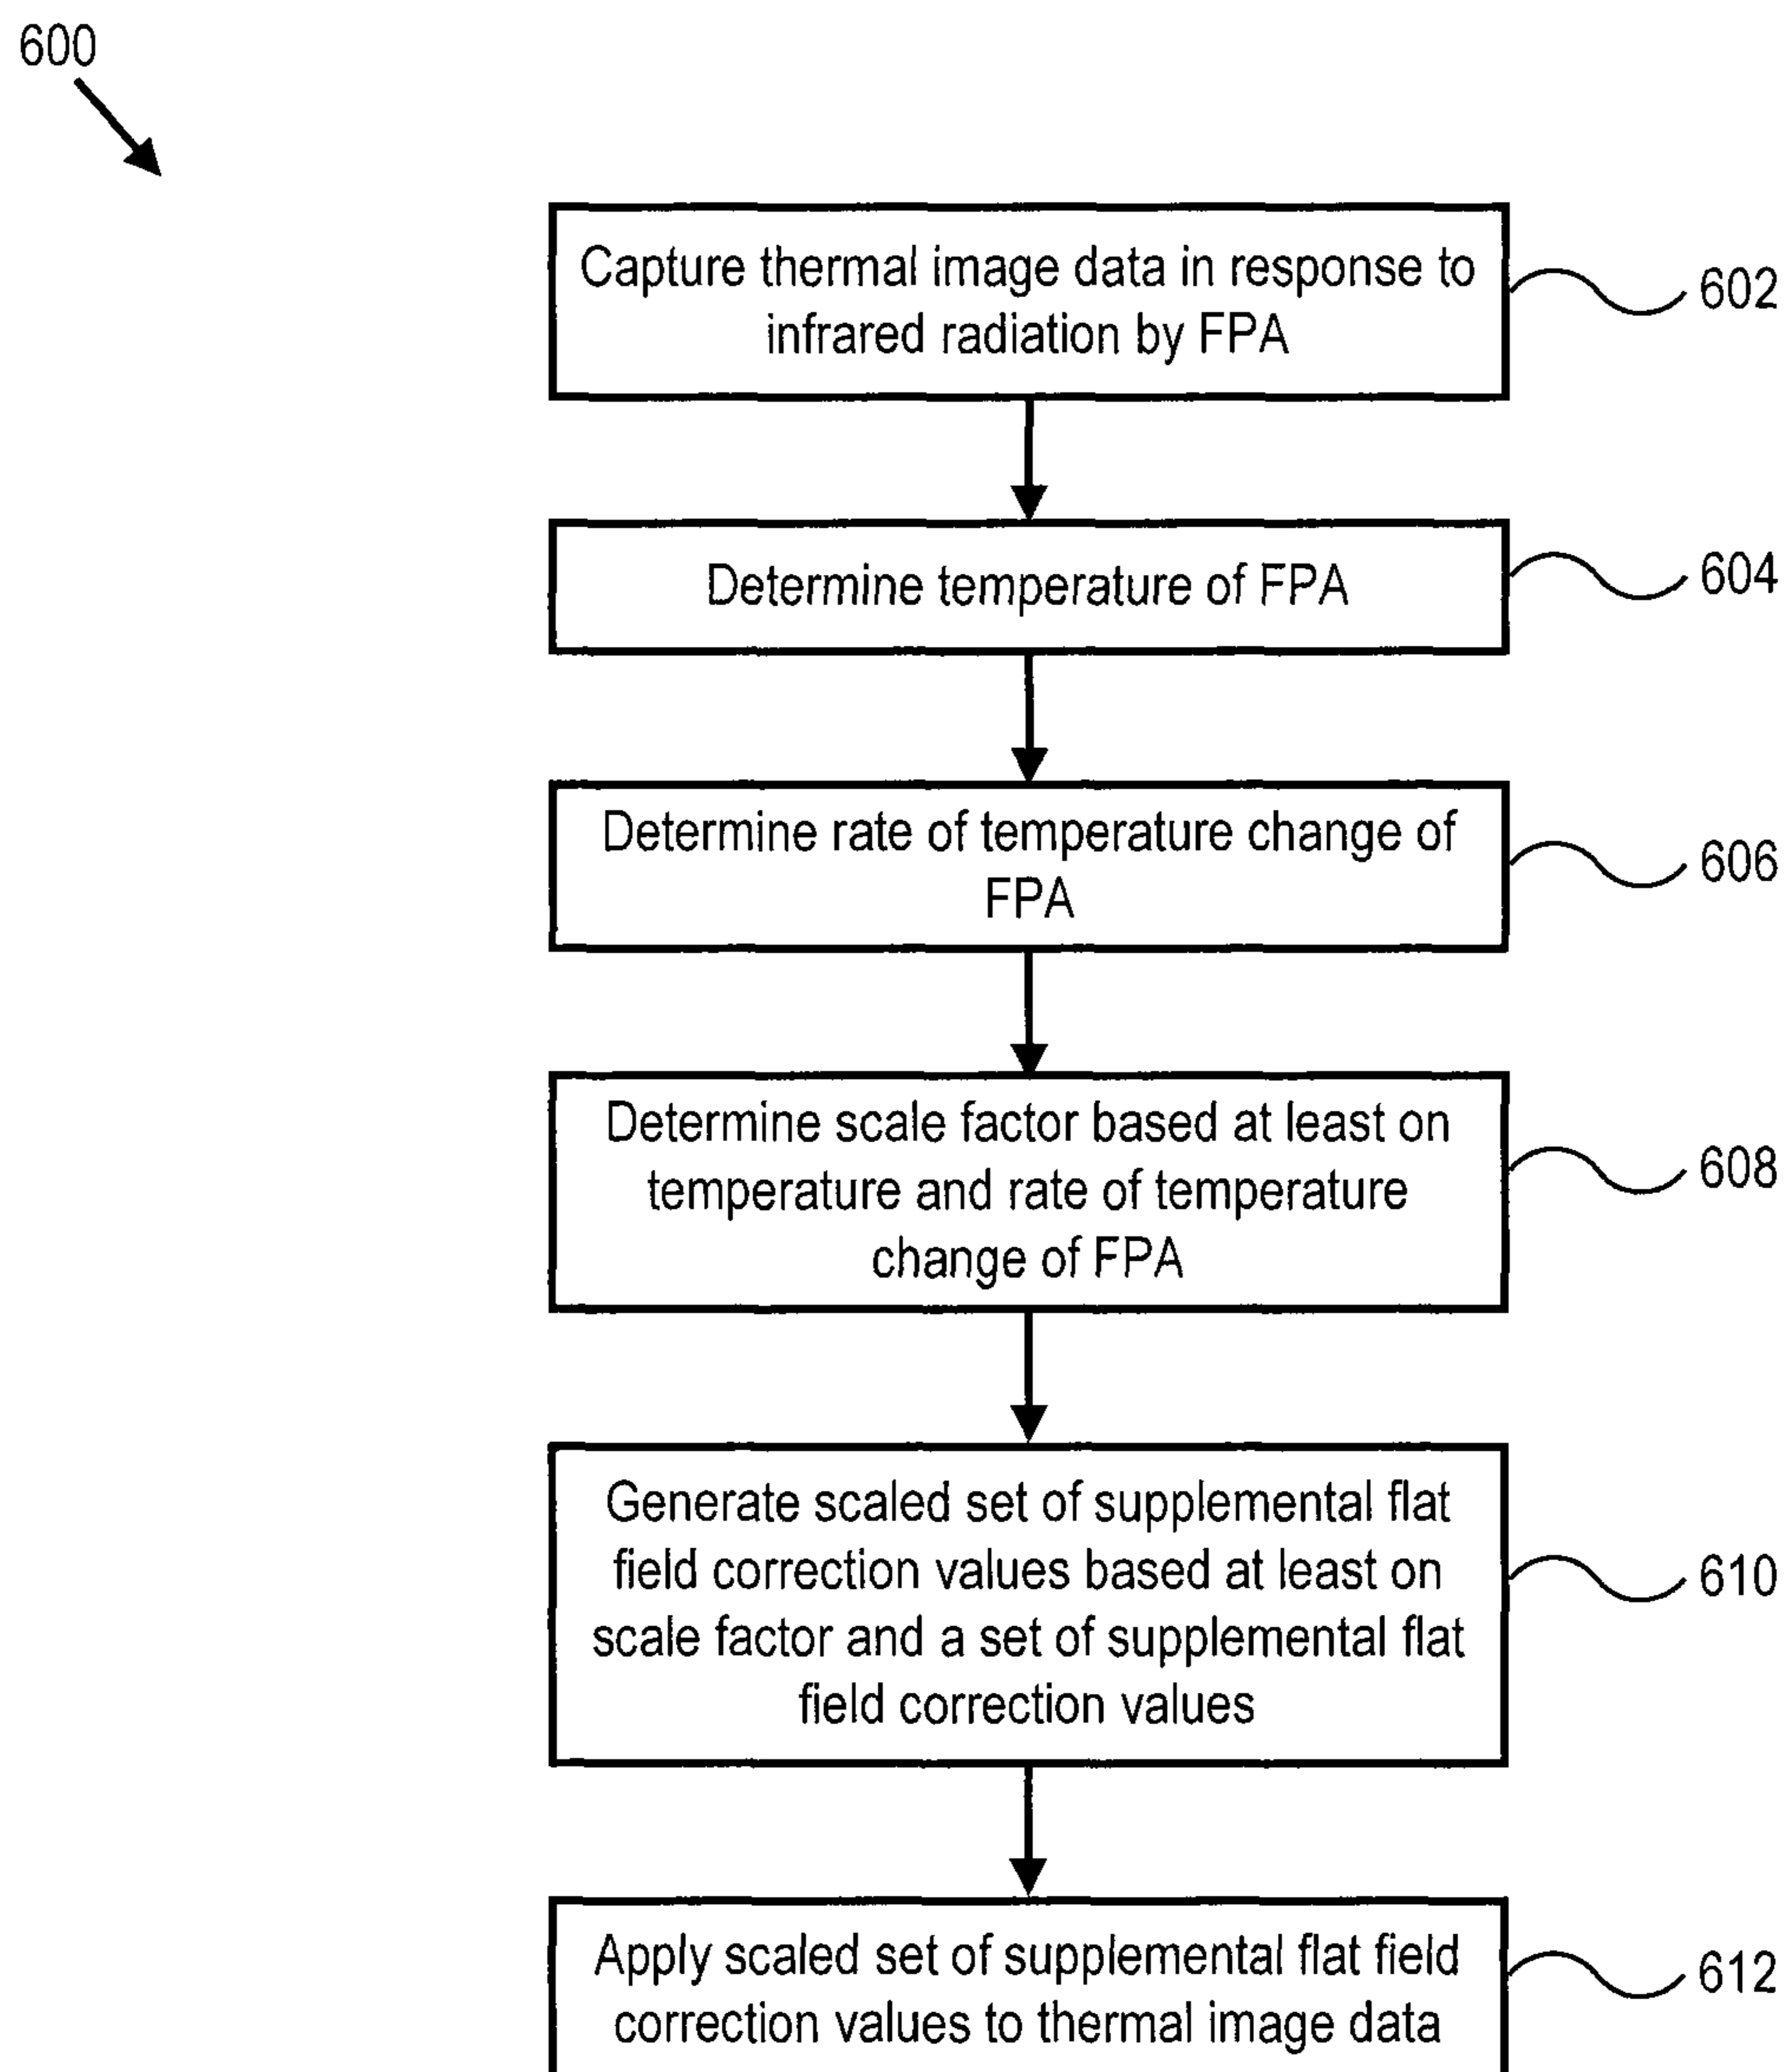 600
Capture thermal image data in response to
infrared radiation by FPA
602
Determine temperature of FPA
604
Determine rate of temperature change of
FPA
606
Determine scale factor based at least on
temperature and rate of temperature
change of FPA
608
Generate scaled set of supplemental flat
field correction values based at least on
scale factor and a set of supplemental flat
field correction values
610
Apply scaled set of supplemental flat field
correction values to thermal image data
612